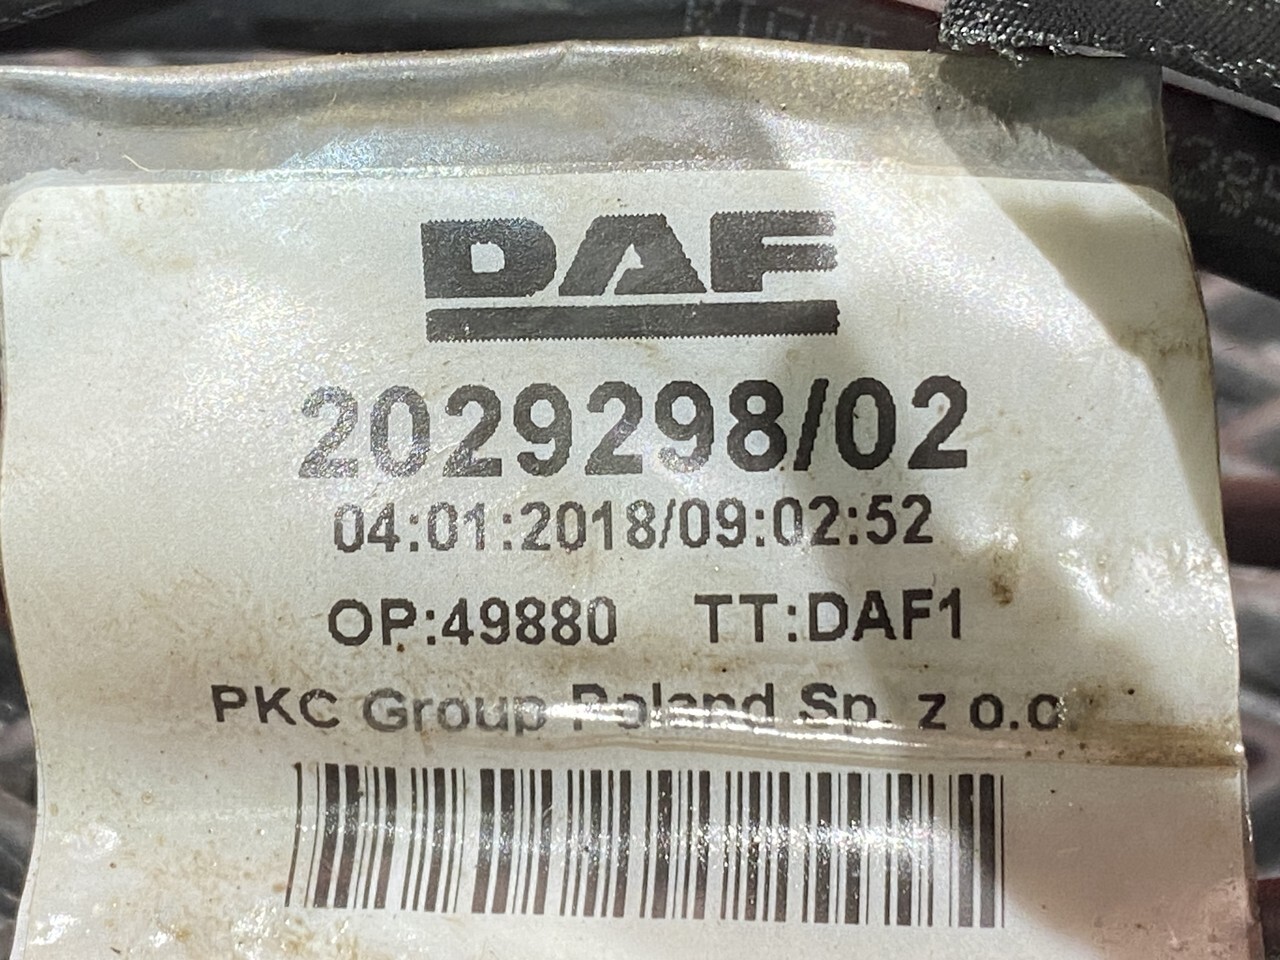 DAF
2029298/02
04:01:2018/09:02:52
OP:49880 TT:DAF1
PKC Group Poland Sp. z o.o